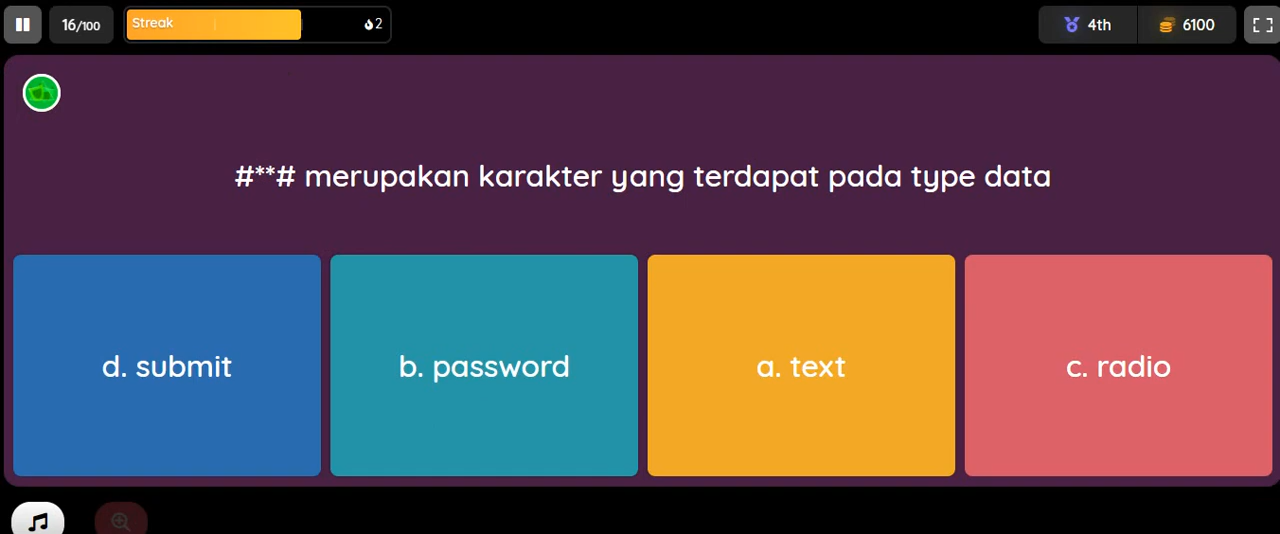 16/100
Streak
2
4th
6100
#**# merupakan karakter yang terdapat pada type data
d. submit
b. password
a. text
c. radio